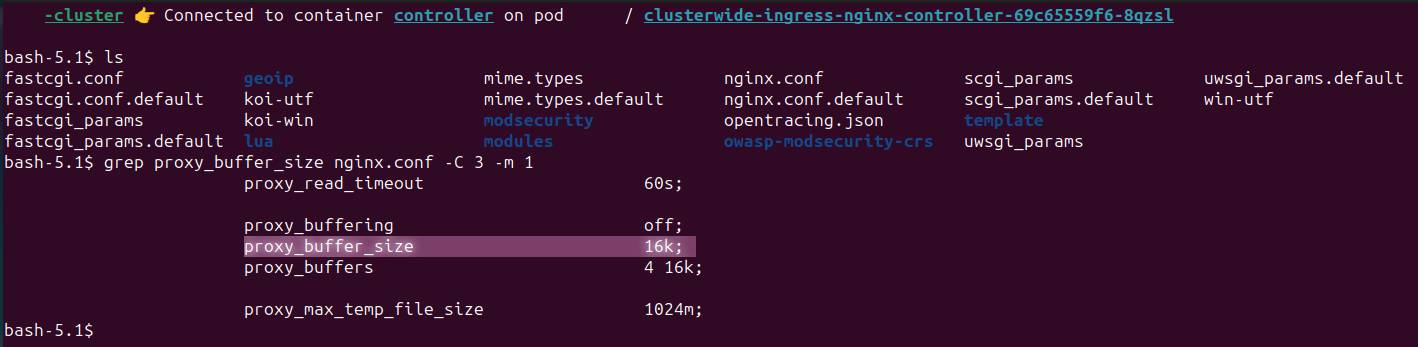 -cluster 👉 Connected to container controller on pod / clusterwide-ingress-nginx-controller-69c65559f6-8qzsl
bash-5.1$ ls
fastcgi.conf geoip mime.types nginx.conf scgi_params uwsgi_params.default
fastcgi.conf.default koi-utf mime.types.default nginx.conf.default scgi_params.default win-utf
fastcgi_params koi-win modsecurity opentracing.json template
fastcgi_params.default lua modules owasp-modsecurity-crs uwsgi_params
bash-5.1$ grep proxy_buffer_size nginx.conf -C 3 -m 1
proxy_read_timeout 60s;
proxy_buffering off;
proxy_buffer_size 16k;
proxy_buffers 4 16k;
proxy_max_temp_file_size 1024m;
bash-5.1$